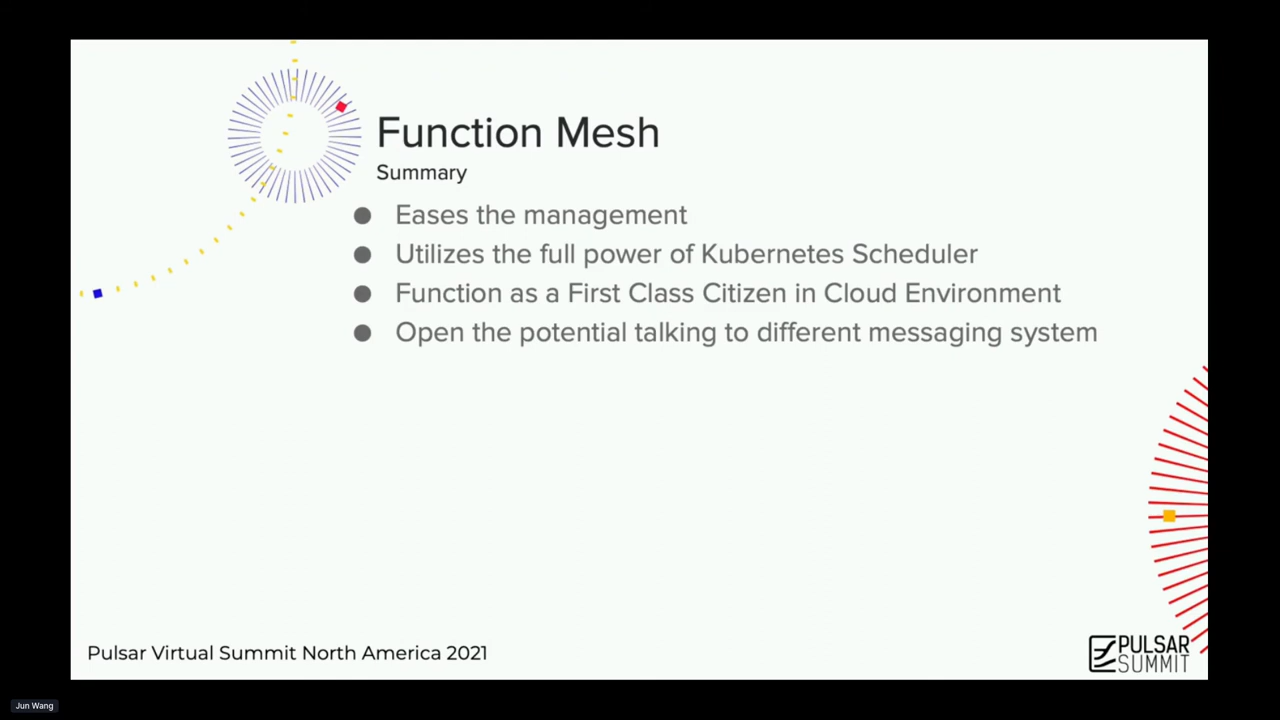 Function Mesh
Summary
● Eases the management
● Utilizes the full power of Kubernetes Scheduler
● Function as a First Class Citizen in Cloud Environment
● Open the potential talking to different messaging system
Pulsar Virtual Summit North America 2021
PULSAR
SUMMIT
Jun Wang